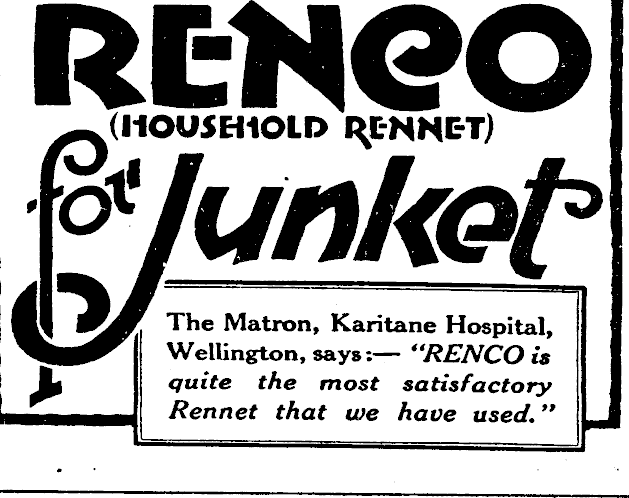 RENCO
(HOUSEHOLD RENNET)
for Junket
The Matron, Karitane Hospital,
Wellington, says:— "RENCO is
quite the most satisfactory
Rennet that we have used."